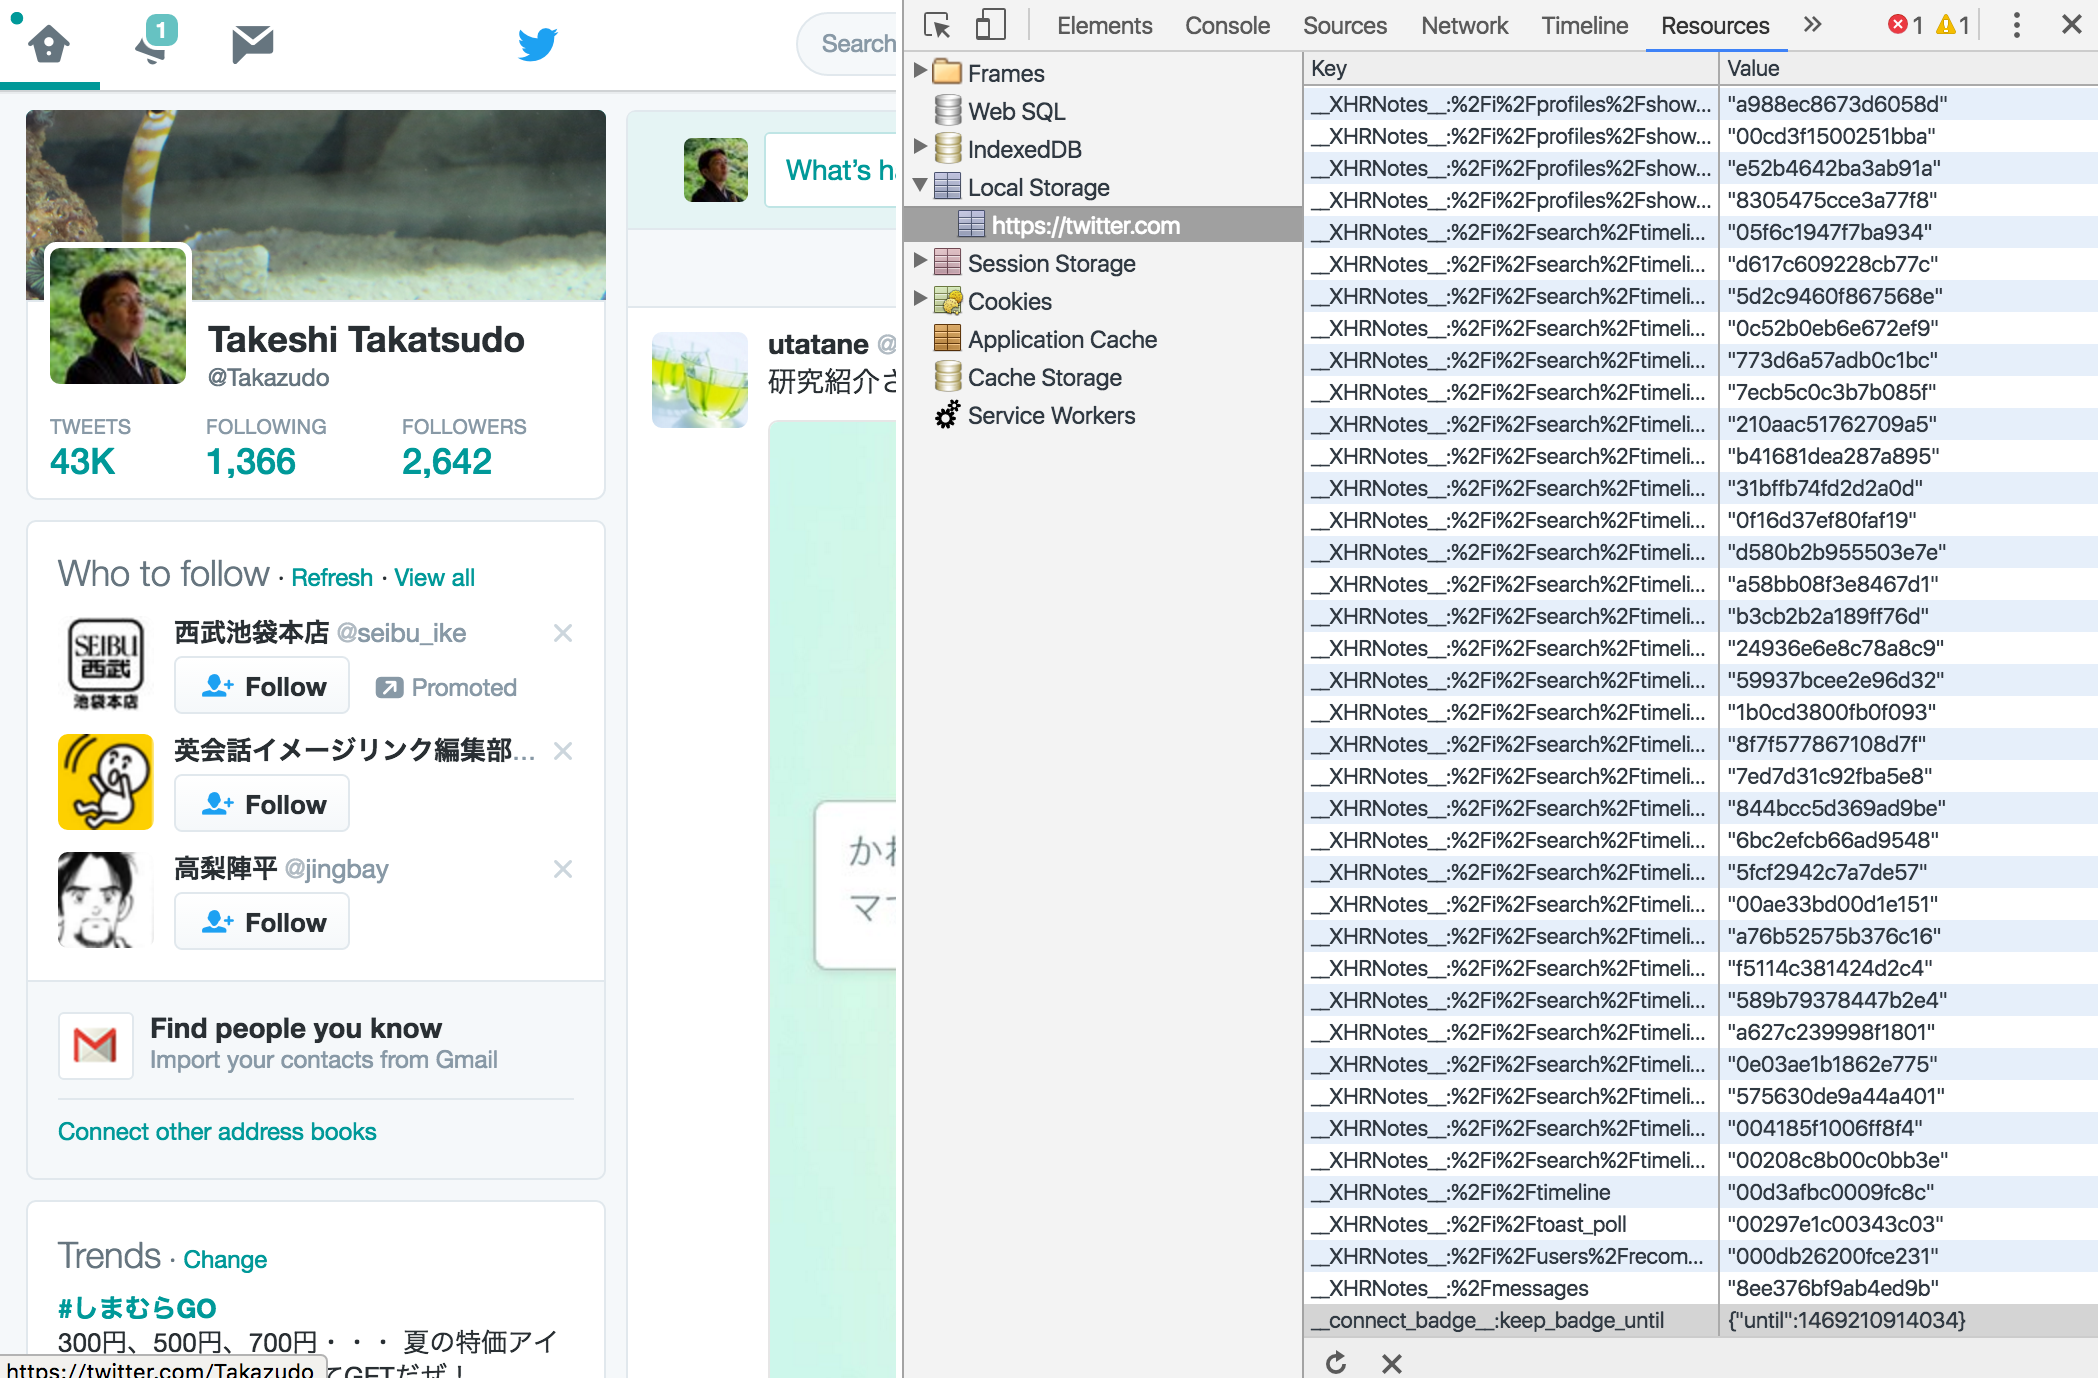 1
Search
Takeshi Takatsudo
@Takazudo
TWEETS FOLLOWING FOLLOWERS
43K 1,366 2,642
Who to follow · Refresh · View all
SEIBU
西武
池袋本店
西武池袋本店 @seibu_ike
Follow Promoted
英会話イメージリンク編集部...
Follow
高梨陣平 @jingbay
Follow
Find people you know
Import your contacts from Gmail
Connect other address books
Trends · Change
#しまむらGO
300円、500円、700円・・・ 夏の特価アイ
てGETだぜ！
https://twitter.com/Takazudo
What's ha
utatane @
研究紹介さ
かわ
マ
Elements Console Sources Network Timeline Resources » 1 1
Frames
Web SQL
IndexedDB
Local Storage
https://twitter.com
Session Storage
Cookies
Application Cache
Cache Storage
Service Workers
Key Value
__XHRNotes__:%2Fi%2Fprofiles%2Fshow... "a988ec8673d6058d"
__XHRNotes__:%2Fi%2Fprofiles%2Fshow... "00cd3f1500251bba"
__XHRNotes__:%2Fi%2Fprofiles%2Fshow... "e52b4642ba3ab91a"
__XHRNotes__:%2Fi%2Fprofiles%2Fshow... "8305475cce3a77f8"
__XHRNotes__:%2Fi%2Fsearch%2Ftimeli... "05f6c1947f7ba934"
__XHRNotes__:%2Fi%2Fsearch%2Ftimeli... "d617c609228cb77c"
__XHRNotes__:%2Fi%2Fsearch%2Ftimeli... "5d2c9460f867568e"
__XHRNotes__:%2Fi%2Fsearch%2Ftimeli... "0c52b0eb6e672ef9"
__XHRNotes__:%2Fi%2Fsearch%2Ftimeli... "773d6a57adb0c1bc"
__XHRNotes__:%2Fi%2Fsearch%2Ftimeli... "7ecb5c0c3b7b085f"
__XHRNotes__:%2Fi%2Fsearch%2Ftimeli... "210aac51762709a5"
__XHRNotes__:%2Fi%2Fsearch%2Ftimeli... "b41681dea287a895"
__XHRNotes__:%2Fi%2Fsearch%2Ftimeli... "31bffb74fd2d2a0d"
__XHRNotes__:%2Fi%2Fsearch%2Ftimeli... "0f16d37ef80faf19"
__XHRNotes__:%2Fi%2Fsearch%2Ftimeli... "d580b2b955503e7e"
__XHRNotes__:%2Fi%2Fsearch%2Ftimeli... "a58bb08f3e8467d1"
__XHRNotes__:%2Fi%2Fsearch%2Ftimeli... "b3cb2b2a189ff76d"
__XHRNotes__:%2Fi%2Fsearch%2Ftimeli... "24936e6e8c78a8c9"
__XHRNotes__:%2Fi%2Fsearch%2Ftimeli... "59937bcee2e96d32"
__XHRNotes__:%2Fi%2Fsearch%2Ftimeli... "1b0cd3800fb0f093"
__XHRNotes__:%2Fi%2Fsearch%2Ftimeli... "8f7f577867108d7f"
__XHRNotes__:%2Fi%2Fsearch%2Ftimeli... "7ed7d31c92fba5e8"
__XHRNotes__:%2Fi%2Fsearch%2Ftimeli... "844bcc5d369ad9be"
__XHRNotes__:%2Fi%2Fsearch%2Ftimeli... "6bc2efcb66ad9548"
__XHRNotes__:%2Fi%2Fsearch%2Ftimeli... "5fcf2942c7a7de57"
__XHRNotes__:%2Fi%2Fsearch%2Ftimeli... "00ae33bd00d1e151"
__XHRNotes__:%2Fi%2Fsearch%2Ftimeli... "a76b52575b376c16"
__XHRNotes__:%2Fi%2Fsearch%2Ftimeli... "f5114c381424d2c4"
__XHRNotes__:%2Fi%2Fsearch%2Ftimeli... "589b79378447b2e4"
__XHRNotes__:%2Fi%2Fsearch%2Ftimeli... "a627c239998f1801"
__XHRNotes__:%2Fi%2Fsearch%2Ftimeli... "0e03ae1b1862e775"
__XHRNotes__:%2Fi%2Fsearch%2Ftimeli... "575630de9a44a401"
__XHRNotes__:%2Fi%2Fsearch%2Ftimeli... "004185f1006ff8f4"
__XHRNotes__:%2Fi%2Fsearch%2Ftimeli... "00208c8b00c0bb3e"
__XHRNotes__:%2Fi%2Ftimeline "00d3afbc0009fc8c"
__XHRNotes__:%2Fi%2Ftoast_poll "00297e1c00343c03"
__XHRNotes__:%2Fi%2Fusers%2Frecom... "000db26200fce231"
__XHRNotes__:%2Fmessages "8ee376bf9ab4ed9b"
__connect_badge__:keep_badge_until {"until":1469210914034}